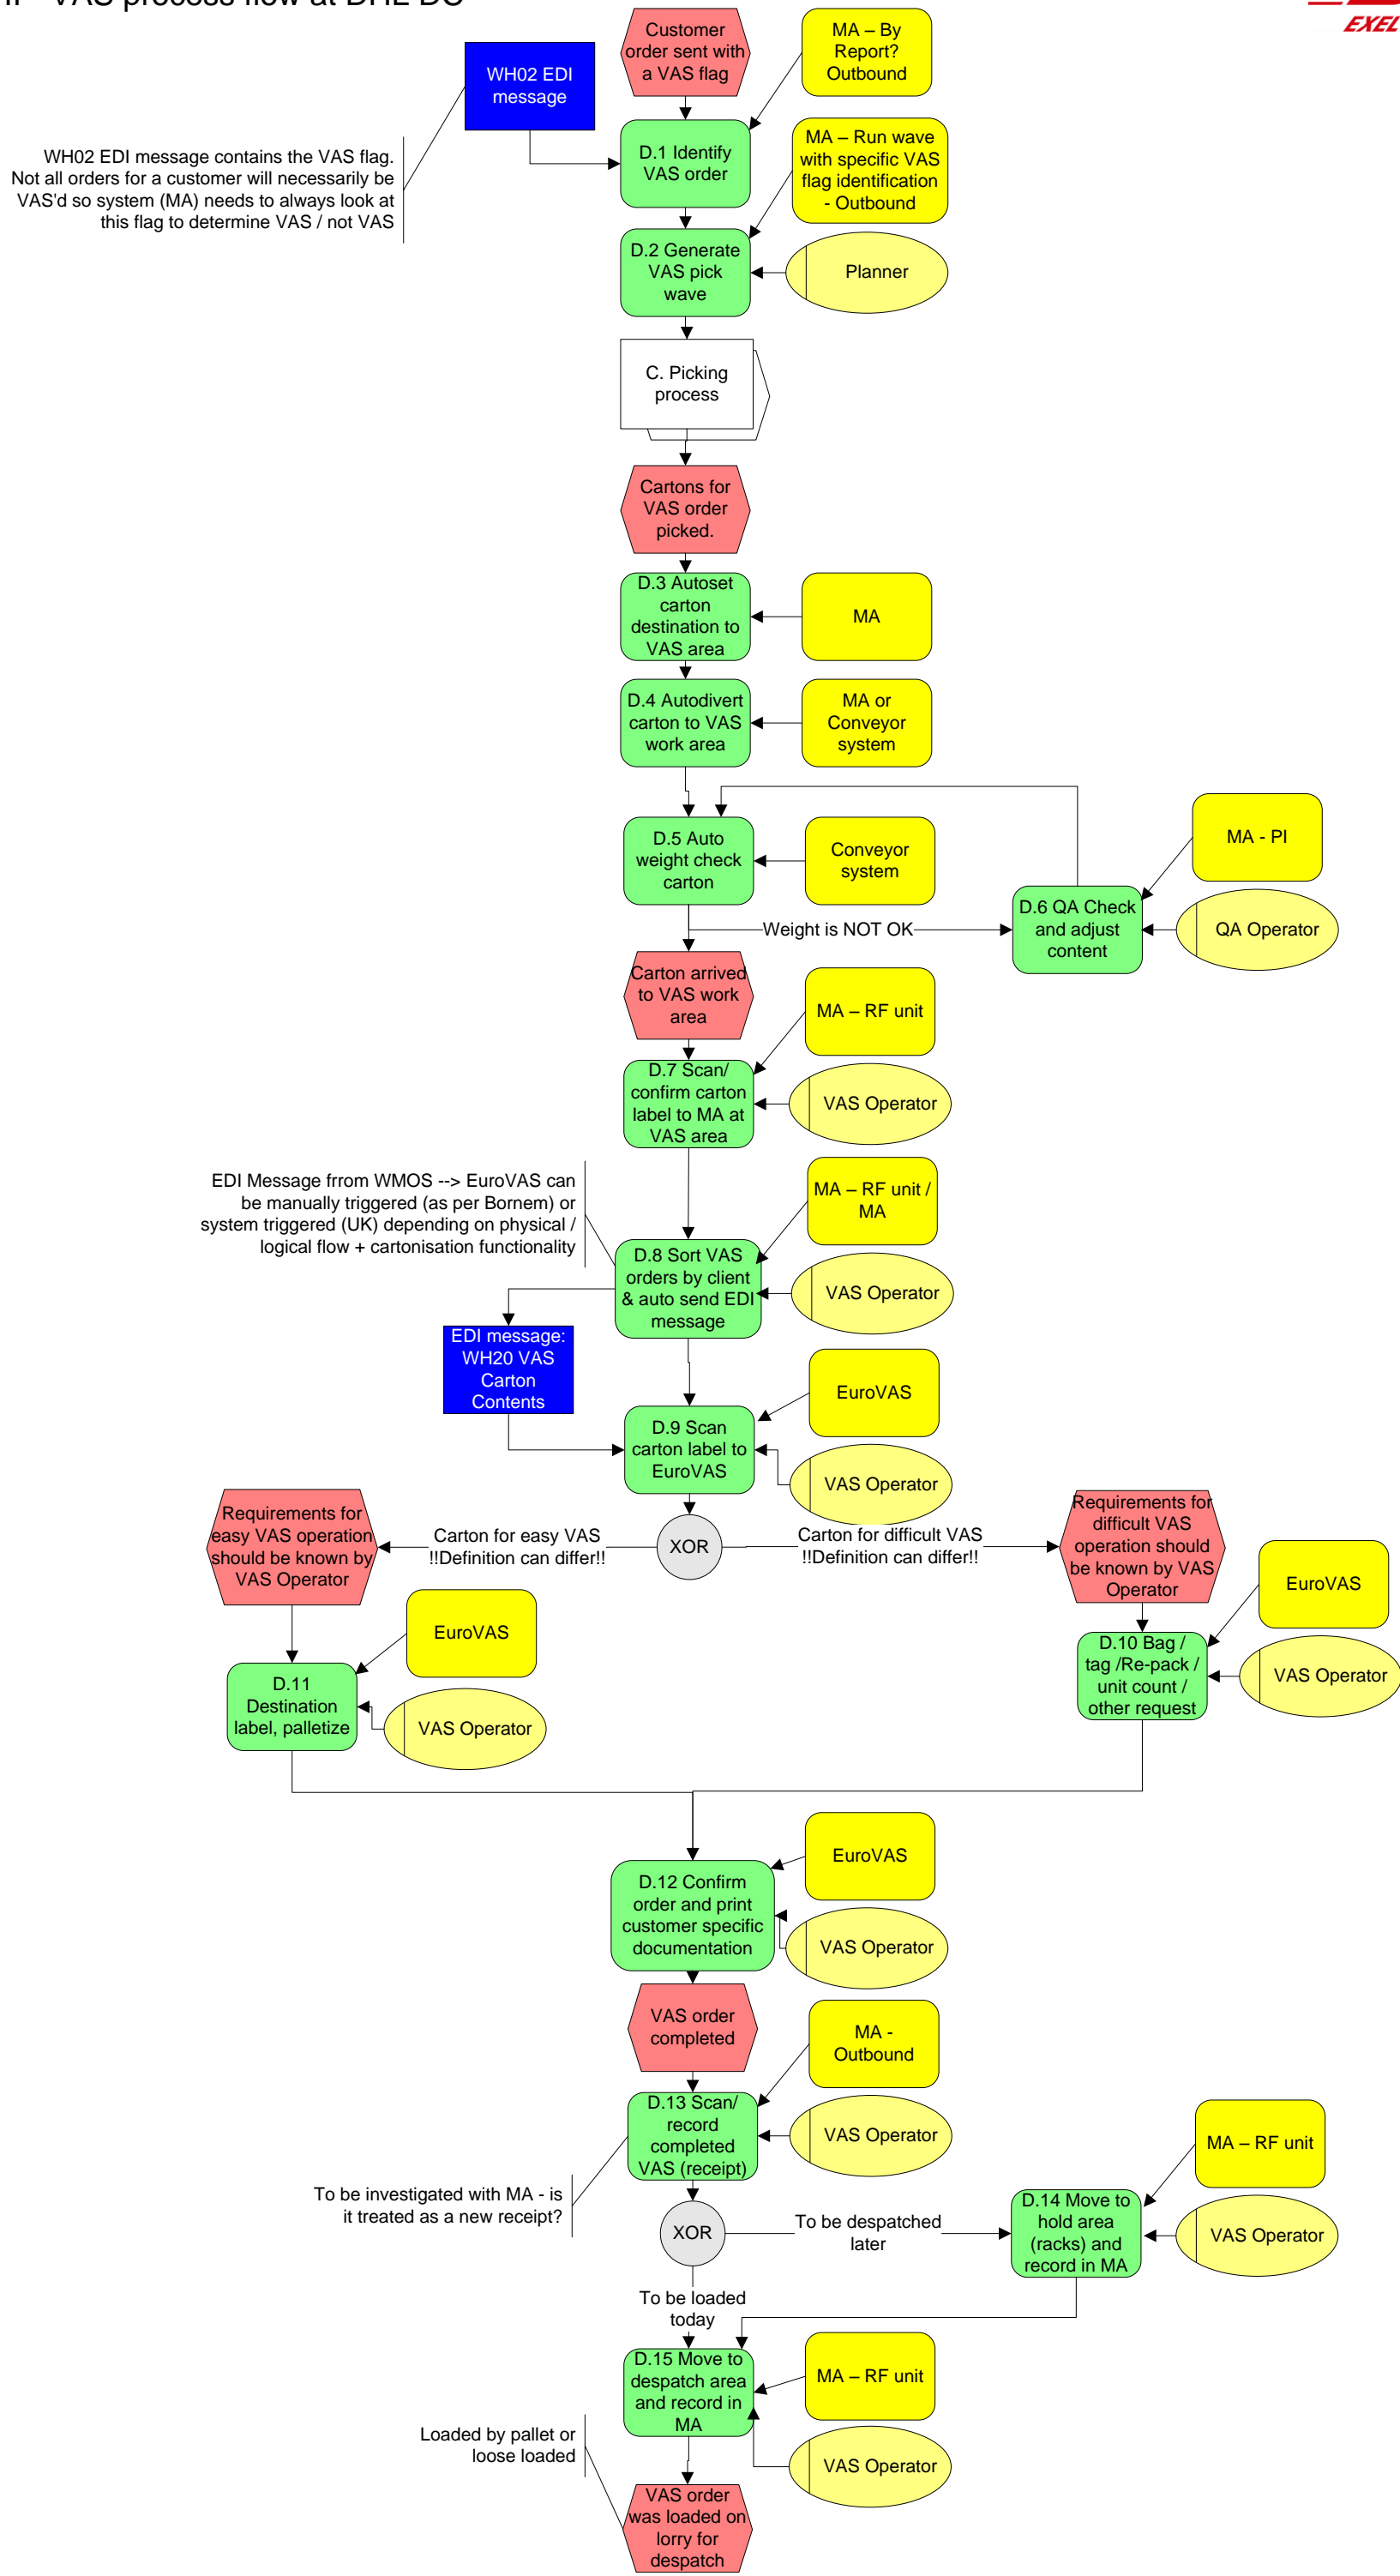 VAS process flow at DHL DC
EXEL
Customer
order sent with
a VAS flag
MA – By
Report?
Outbound
WH02 EDI
message
WH02 EDI message contains the VAS flag.
Not all orders for a customer will necessarily be
VAS'd so system (MA) needs to always look at
this flag to determine VAS / not VAS
D.1 Identify
VAS order
MA – Run wave
with specific VAS
flag identification
- Outbound
D.2 Generate
VAS pick
wave
Planner
C. Picking
process
Cartons for
VAS order
picked.
D.3 Autoset
carton
destination to
VAS area
MA
D.4 Autodivert
carton to VAS
work area
MA or
Conveyor
system
D.5 Auto
weight check
carton
Conveyor
system
MA - PI
Weight is NOT OK
D.6 QA Check
and adjust
content
QA Operator
Carton arrived
to VAS work
area
MA – RF unit
D.7 Scan/
confirm carton
label to MA at
VAS area
VAS Operator
EDI Message frrom WMOS --> EuroVAS can
be manually triggered (as per Bornem) or
system triggered (UK) depending on physical /
logical flow + cartonisation functionality
MA – RF unit /
MA
D.8 Sort VAS
orders by client
& auto send EDI
message
VAS Operator
EDI message:
WH20 VAS
Carton
Contents
EuroVAS
D.9 Scan
carton label to
EuroVAS
VAS Operator
Requirements for
easy VAS operation
should be known by
VAS Operator
Carton for easy VAS
!!Definition can differ!!
XOR
Carton for difficult VAS
!!Definition can differ!!
Requirements for
difficult VAS
operation should
be known by VAS
Operator
EuroVAS
EuroVAS
D.11
Destination
label, palletize
VAS Operator
D.10 Bag /
tag /Re-pack /
unit count /
other request
VAS Operator
EuroVAS
D.12 Confirm
order and print
customer specific
documentation
VAS Operator
VAS order
completed
MA -
Outbound
D.13 Scan/
record
completed
VAS (receipt)
VAS Operator
To be investigated with MA - is
it treated as a new receipt?
XOR
To be despatched
later
MA – RF unit
D.14 Move to
hold area
(racks) and
record in MA
VAS Operator
To be loaded
today
D.15 Move to
despatch area
and record in
MA
MA – RF unit
VAS Operator
Loaded by pallet or
loose loaded
VAS order
was loaded on
lorry for
despatch